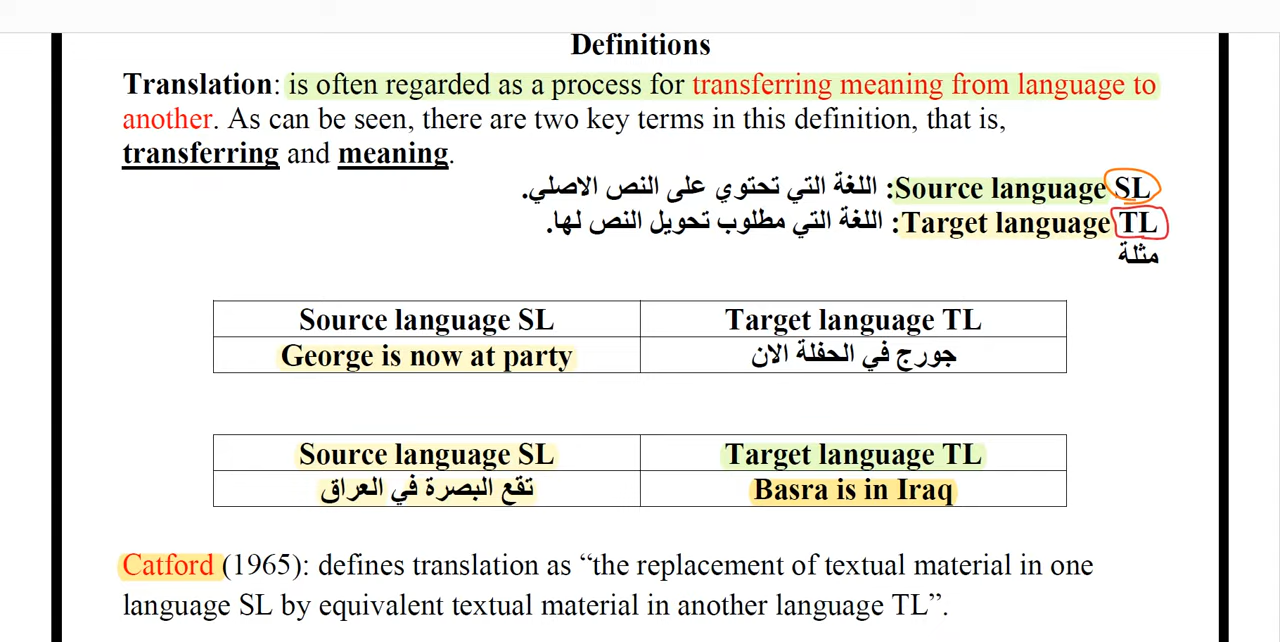 Definitions
Translation: is often regarded as a process for transferring meaning from language to
another. As can be seen, there are two key terms in this definition, that is,
transferring and meaning.
Source language SL: اللغة التي تحتوي على النص الاصلي.
Target language TL: اللغة التي مطلوب تحويل النص لها.
مثلة
Source language SL Target language TL
George is now at party جورج في الحفلة الان
Source language SL Target language TL
تقع البصرة في العراق Basra is in Iraq
Catford (1965): defines translation as “the replacement of textual material in one
language SL by equivalent textual material in another language TL”.